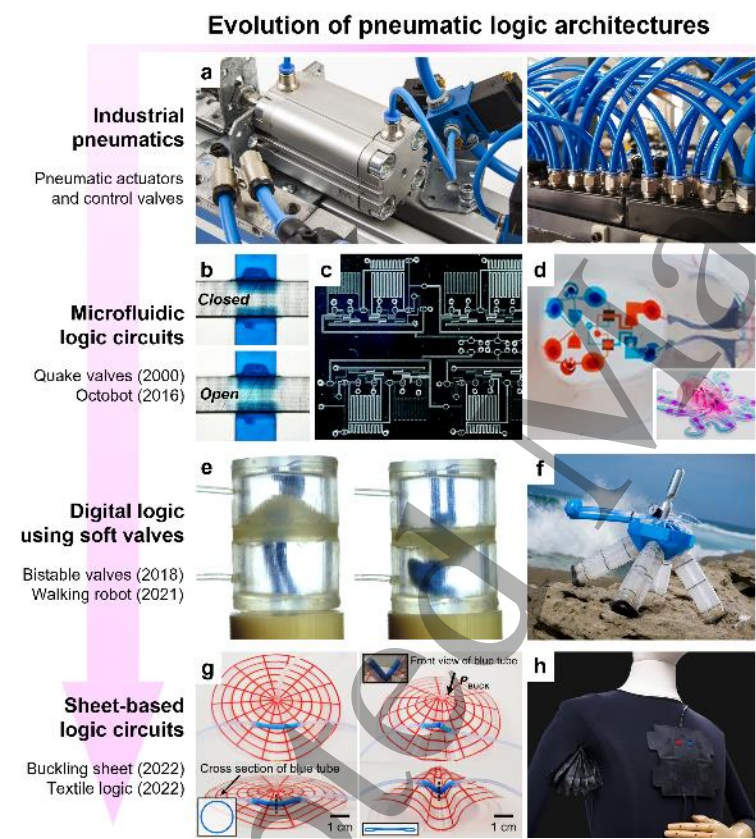 Evolution of pneumatic logic architectures
a
Industrial
pneumatics
Pneumatic actuators
and control valves
b
Closed
Open
c
d
Microfluidic
logic circuits
Quake valves (2000)
Octobot (2016)
e
f
Digital logic
using soft valves
Bistable valves (2018)
Walking robot (2021)
g
Front view of blue tube
P BUCK
Cross section of blue tube
1 cm
1 cm
h
Sheet-based
logic circuits
Buckling sheet (2022)
Textile logic (2022)